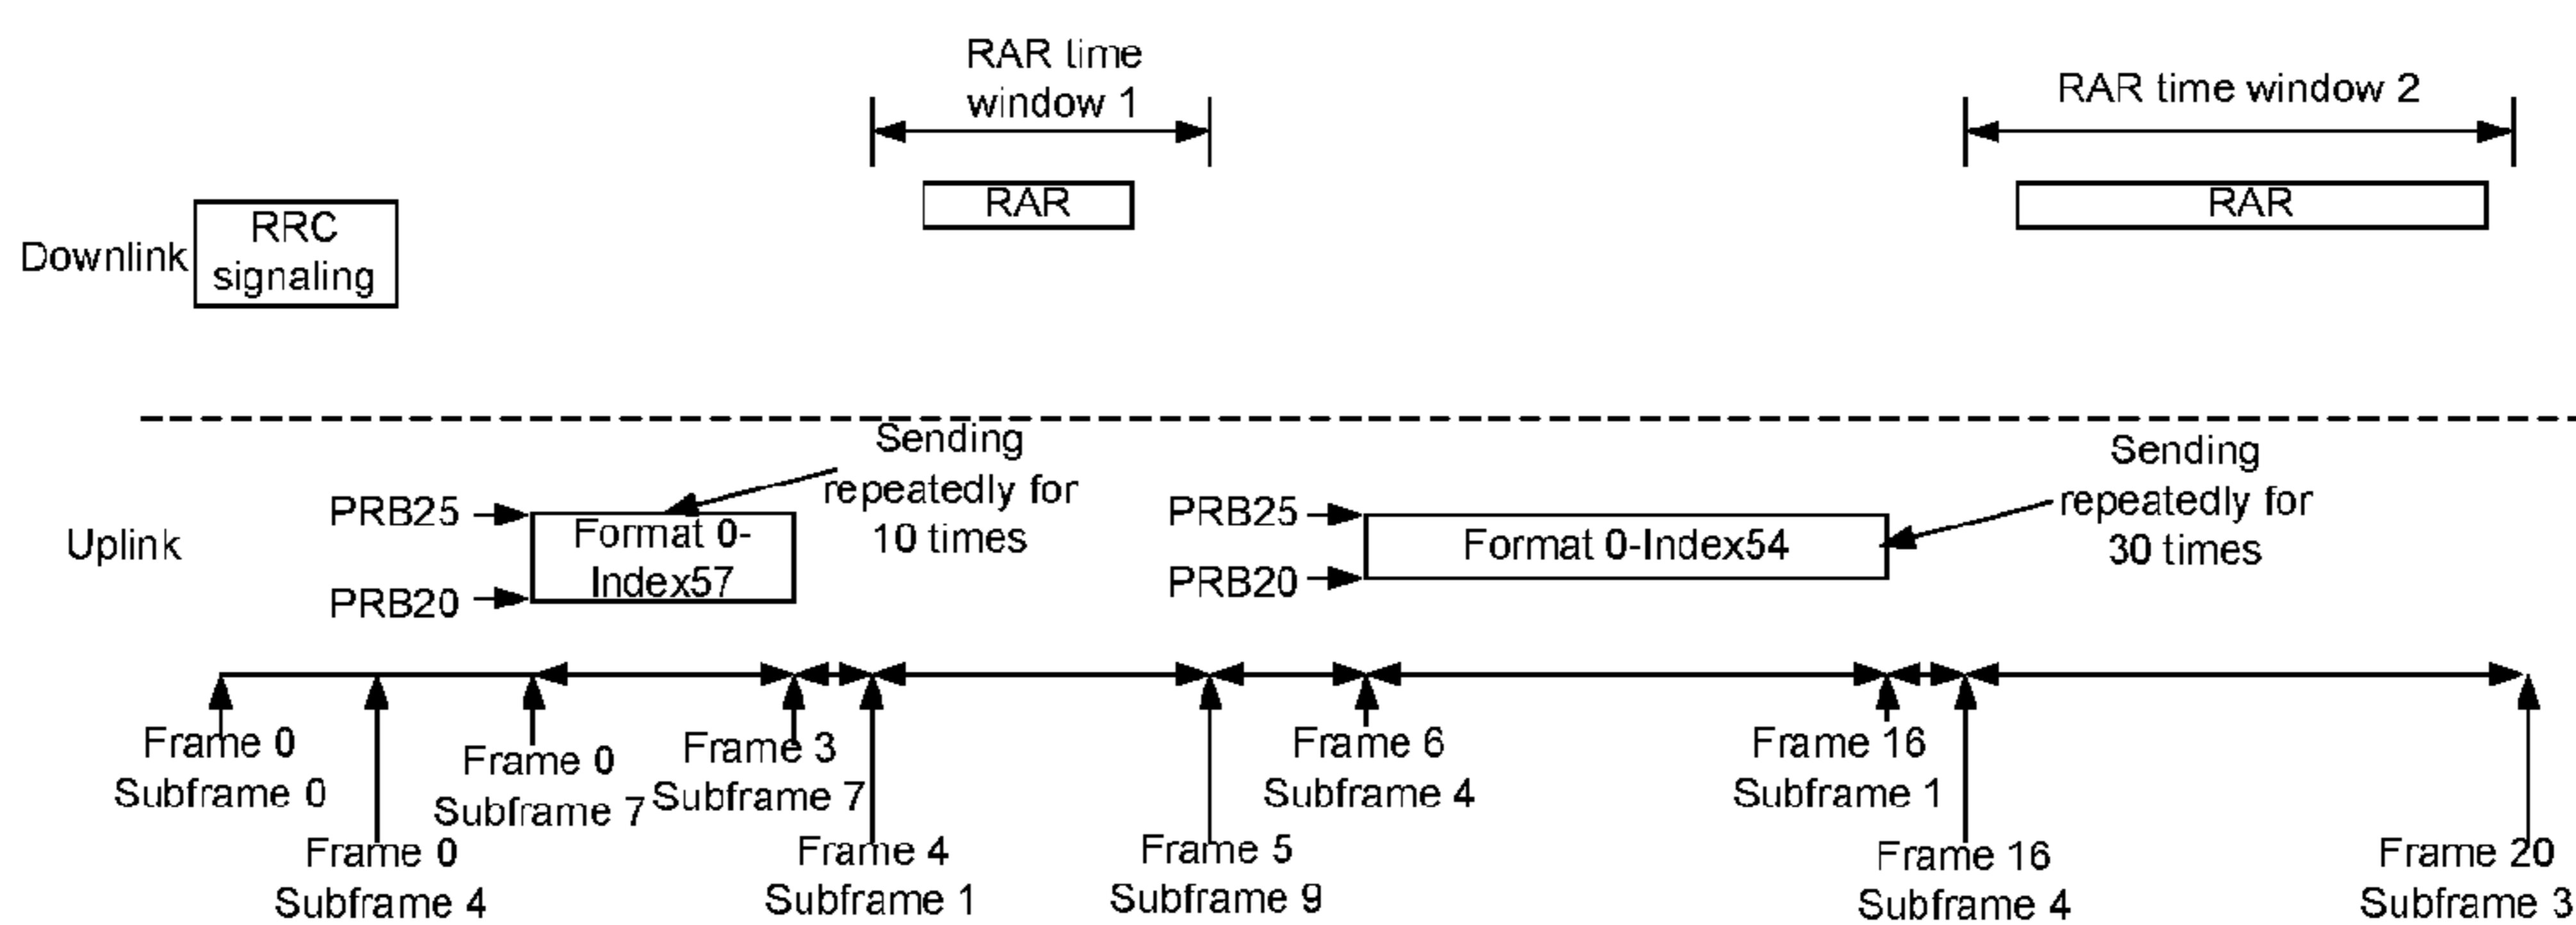 RAR time
window 1
RAR time window 2
RAR
RAR
Downlink
RRC
signaling
Sending
repeatedly for
10 times
Sending
repeatedly for
30 times
Uplink
PRB25
PRB20
Format 0-
Index57
PRB25
PRB20
Format 0-Index54
Frame 0
Subframe 0
Frame 0
Subframe 4
Frame 0
Subframe 7
Frame 3
Subframe 7
Frame 4
Subframe 1
Frame 5
Subframe 9
Frame 6
Subframe 4
Frame 16
Subframe 1
Frame 16
Subframe 4
Frame 20
Subframe 3